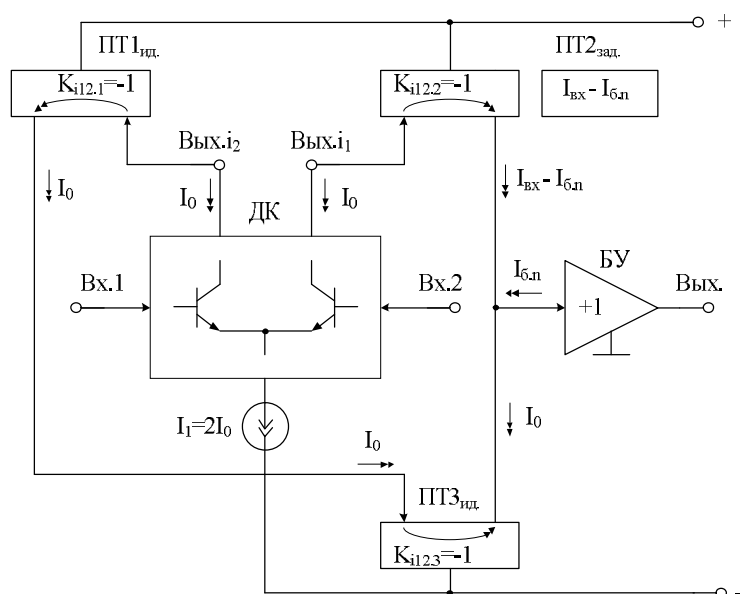 ПТ1ид.
ПТ2зад.
+
Ki12.1=-1
Ki12.2=-1
Iвх - Iб.п
Вых.i2
Вых.i1
I0
I0
I0
Iвх - Iб.п
ДК
Вх.1
Вх.2
Iб.п
БУ
+1
Вых.
I1=2I0
I0
I0
ПТ3ид.
Ki12.3=-1
-